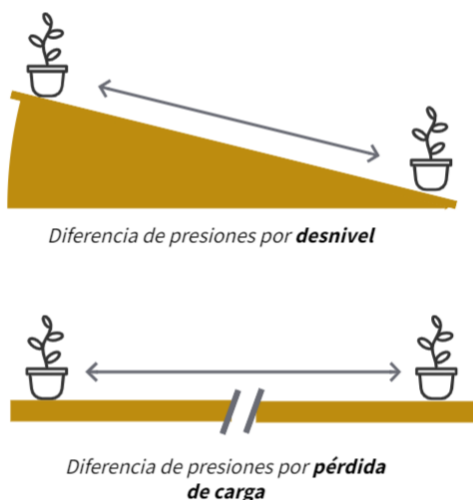 Diferencia de presiones por desnivel
Diferencia de presiones por pérdida
de carga